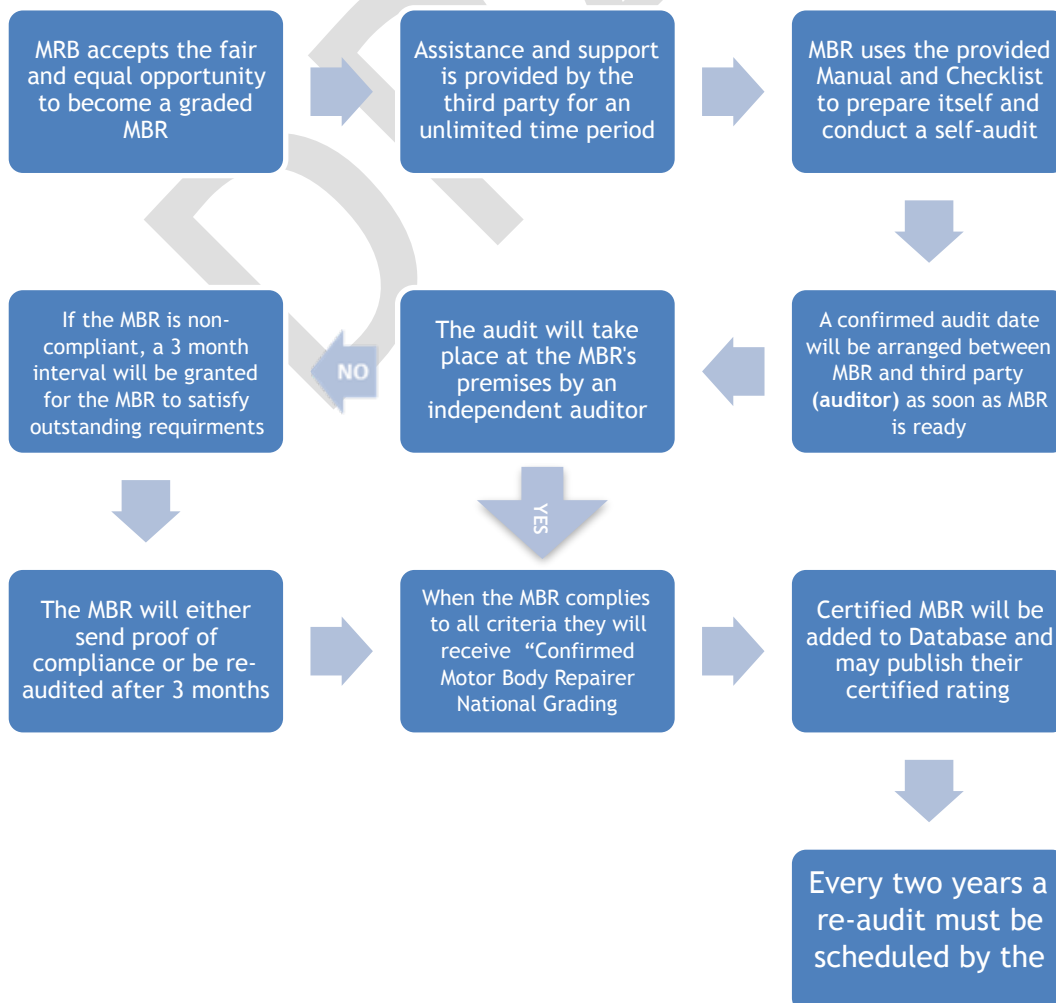 MRB accepts the fair
and equal opportunity
to become a graded
MBR
Assistance and support
is provided by the
third party for an
unlimited time period
MBR uses the provided
Manual and Checklist
to prepare itself and
conduct a self-audit
A confirmed audit date
will be arranged between
MBR and third party
(auditor) as soon as MBR
is ready
The audit will take
place at the MBR's
premises by an
independent auditor
NO
If the MBR is non-
compliant, a 3 month
interval will be granted
for the MBR to satisfy
outstanding requirments
YES
The MBR will either
send proof of
compliance or be re-
audited after 3 months
When the MBR complies
to all criteria they will
receive “Confirmed
Motor Body Repairer
National Grading
Certified MBR will be
added to Database and
may publish their
certified rating
Every two years a
re-audit must be
scheduled by the